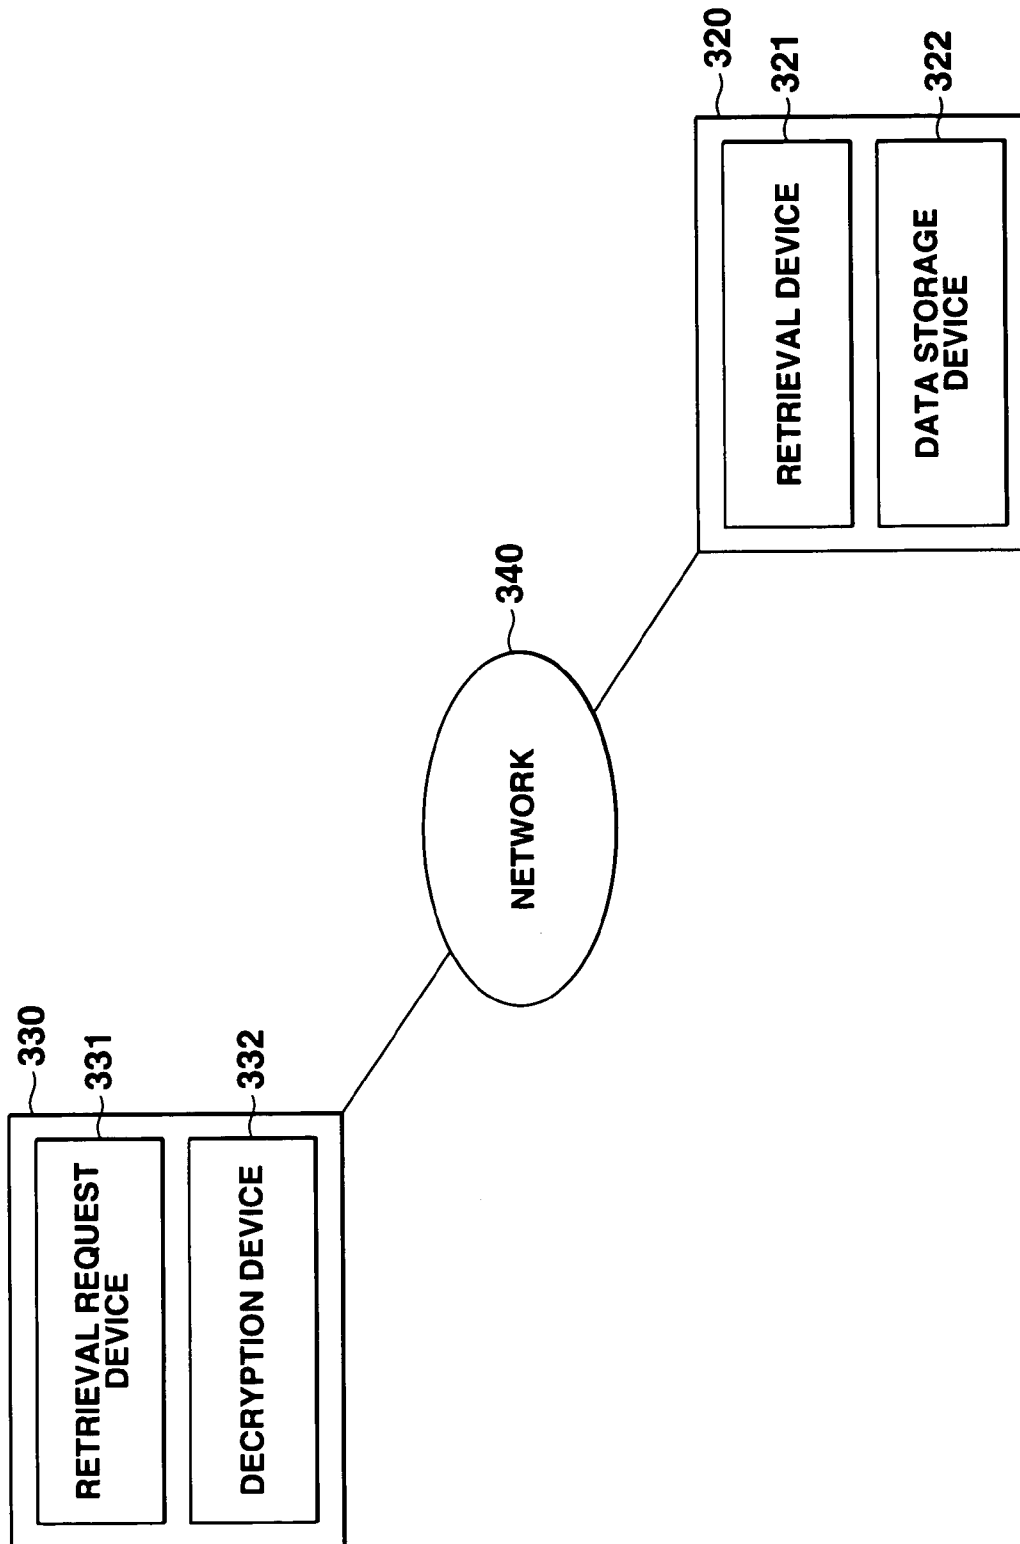 330
331
RETRIEVAL REQUEST
DEVICE
332
DECRYPTION DEVICE
340
NETWORK
320
321
RETRIEVAL DEVICE
322
DATA STORAGE
DEVICE